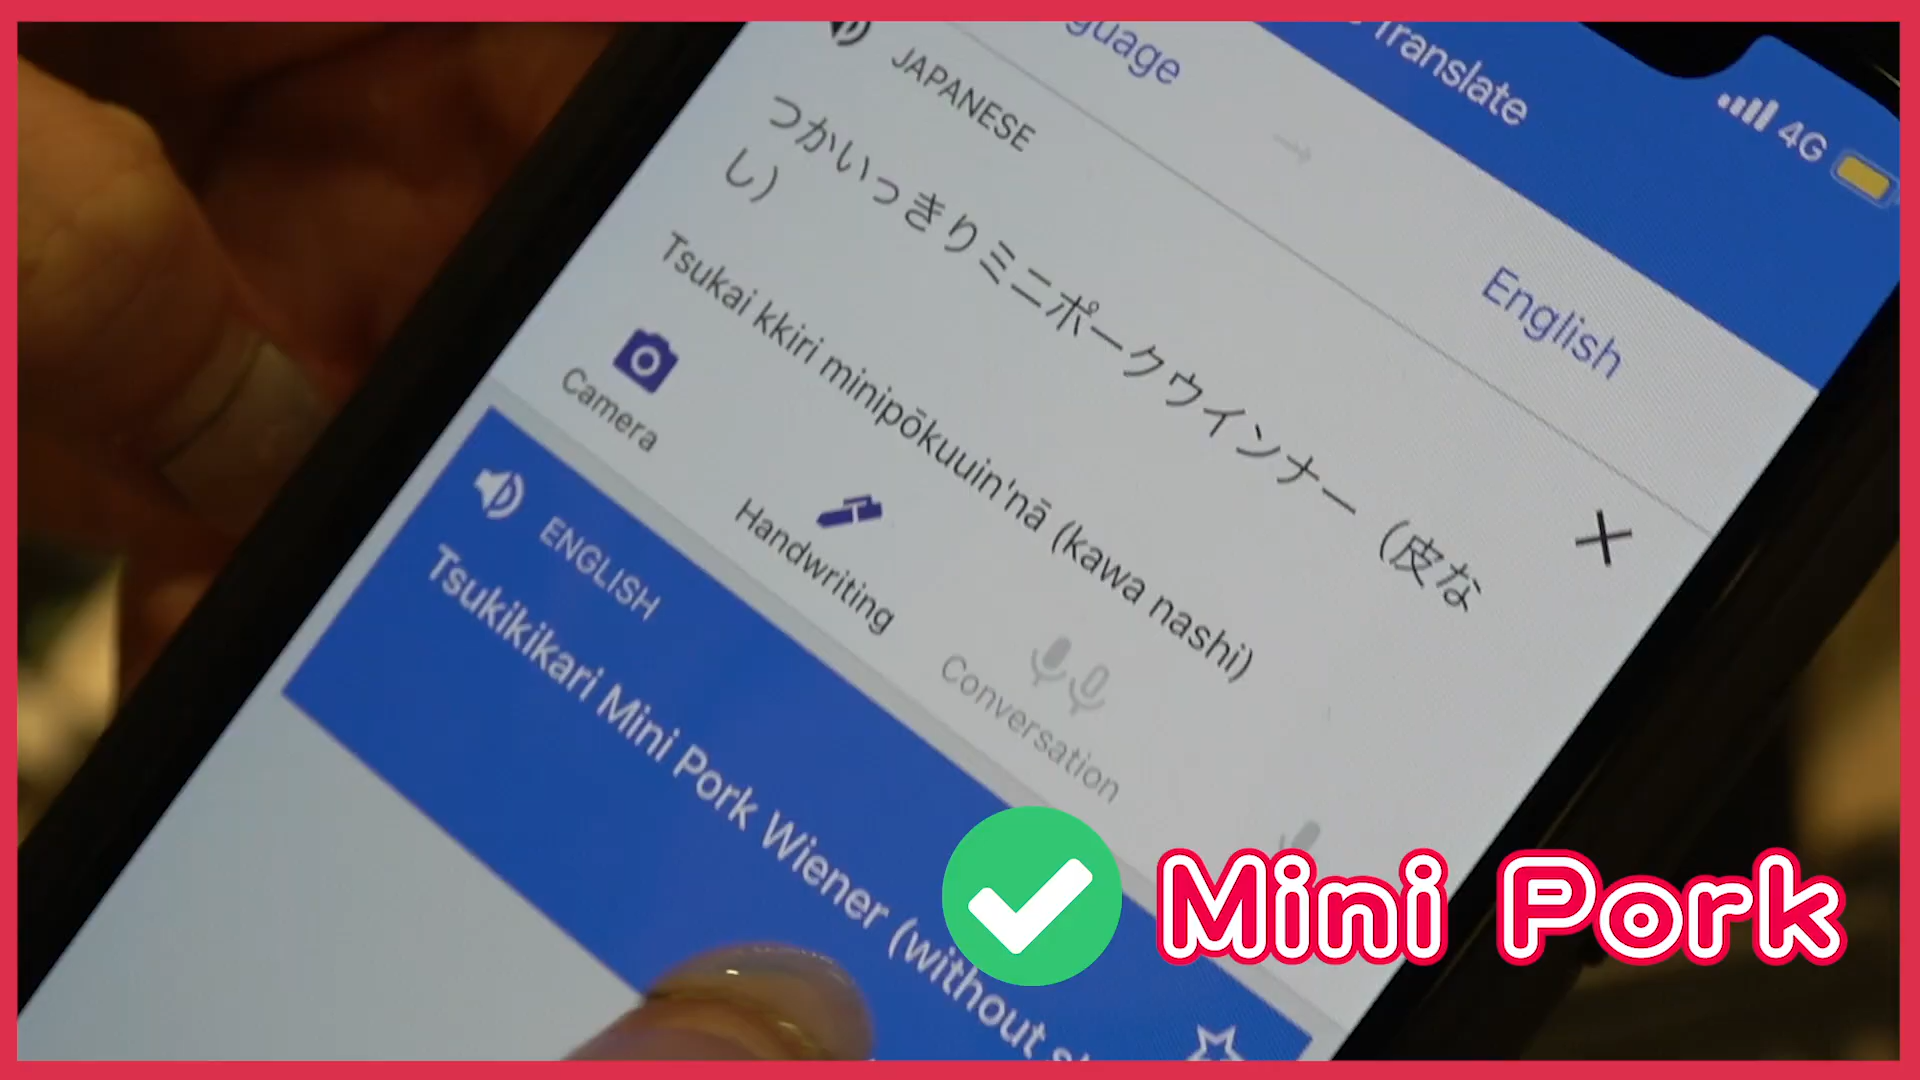 Translate
4G
guage
English
JAPANESE
つかいっきりミニポークウインナー（皮な
し）
Tsukai kkiri minipōkuuin'nā (kawa nashi)
Camera
Handwriting
Conversation
ENGLISH
Tsukikikari Mini Pork Wiener (without
Mini Pork